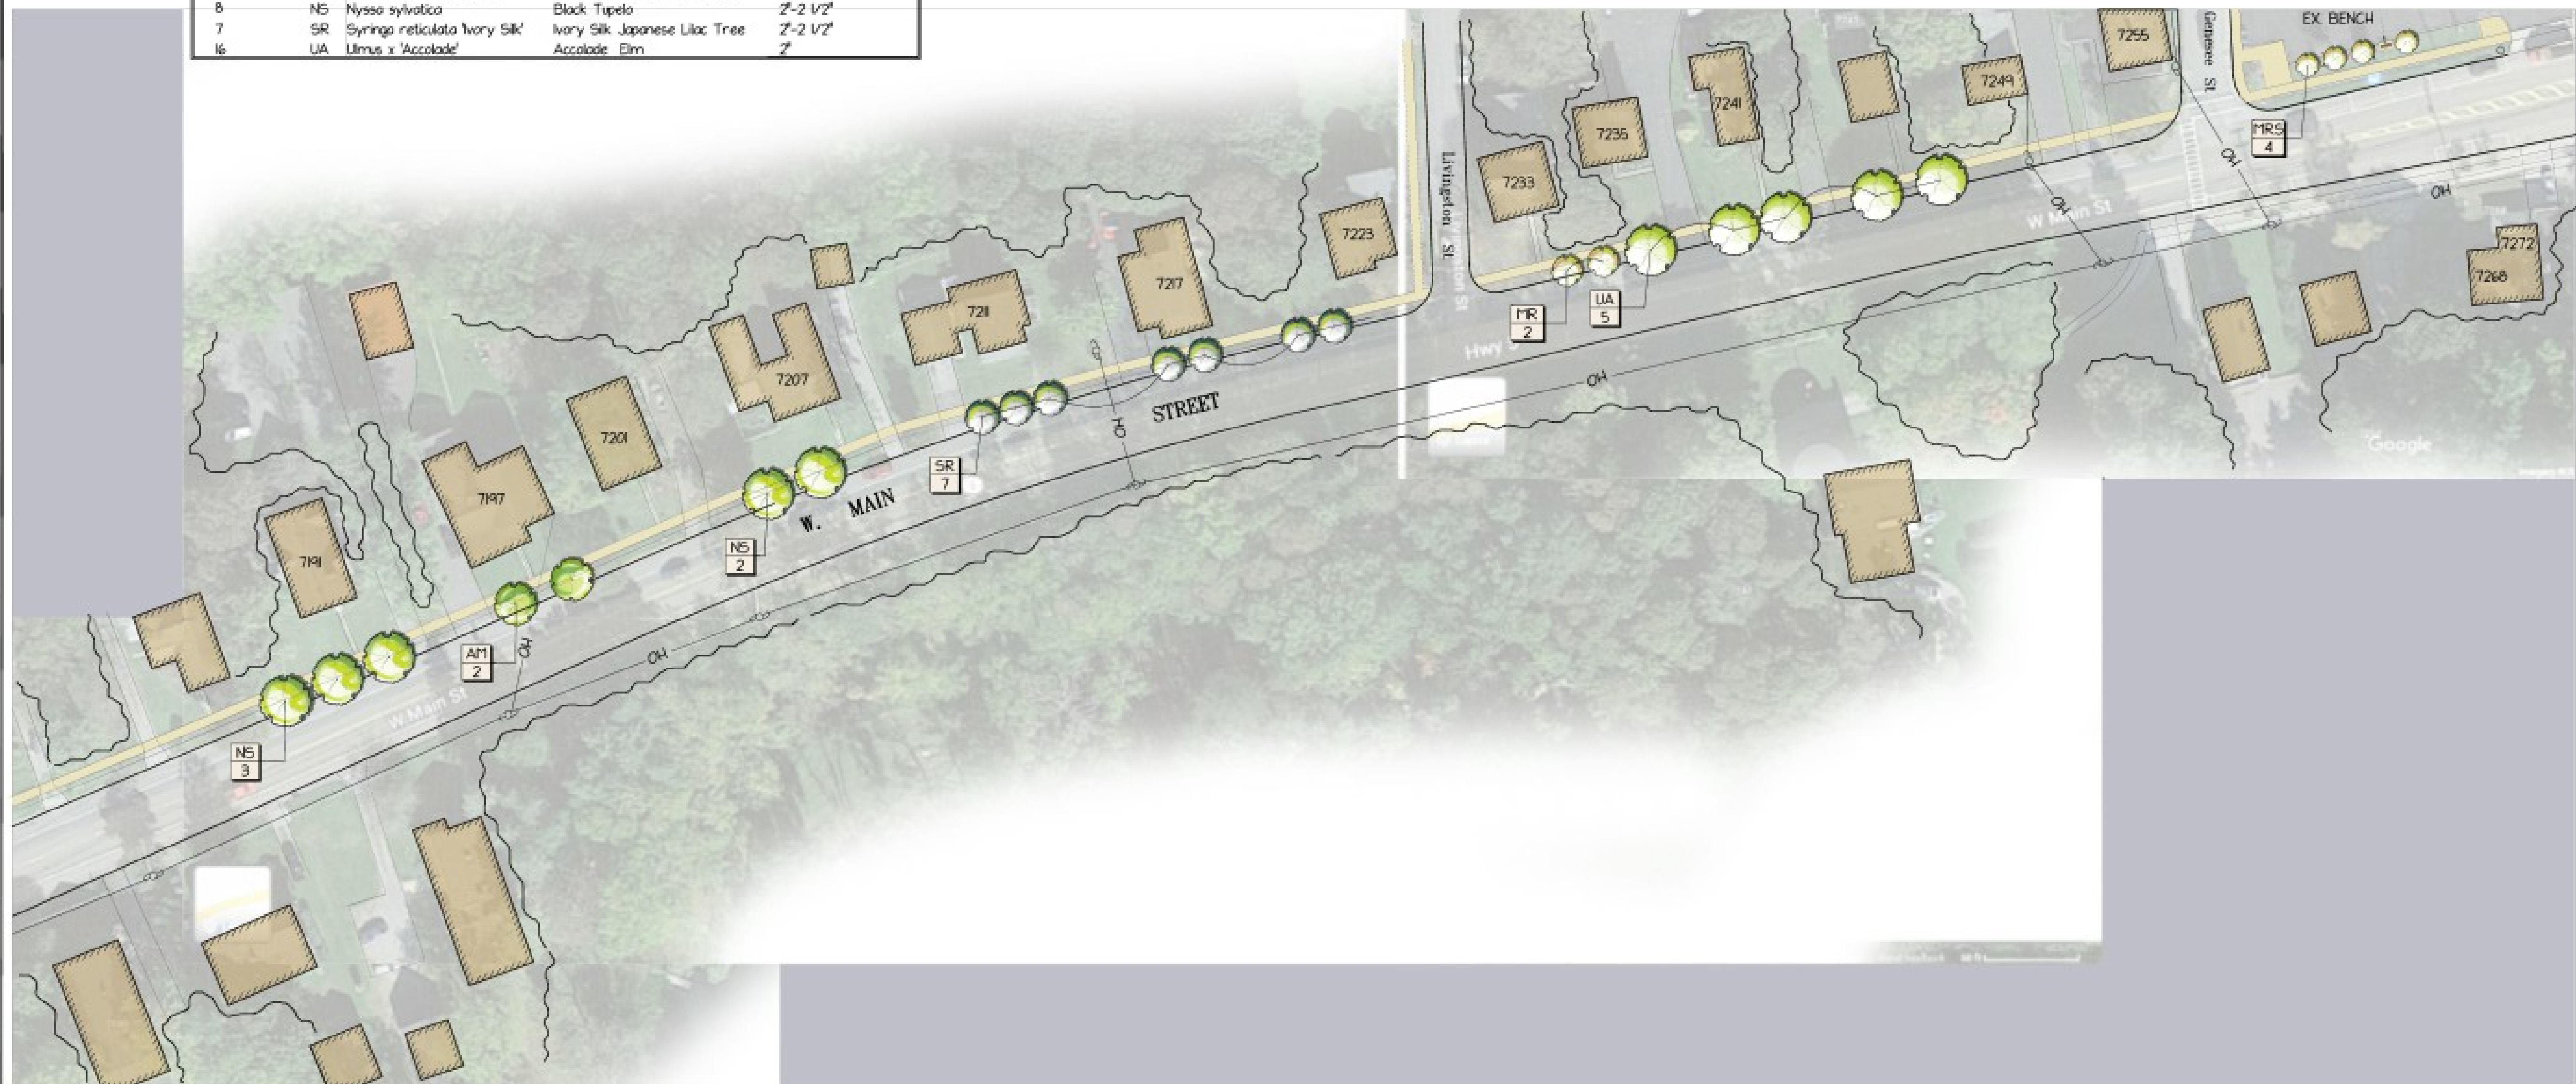 8 NS Nyssa sylvatica Black Tupelo 2"-2 1/2"
7 SR Syringa reticulata 'Ivory Silk' Ivory Silk Japanese Lilac Tree 2"-2 1/2"
16 UA Ulmus x 'Accolade' Accolade Elm 2"
EX. BENCH
Genesee St.
7255
7249
7241
7235
7233
MRS
4
Livingston St.
OH
OH
OH
W Main St
7272
7268
7223
7217
7211
7207
7201
7197
7191
MR
2
UA
5
Hwy 5
OH
STREET
OH
SR
7
W. MAIN
NS
2
AM
2
OH
OH
W Main St
NS
3
Google